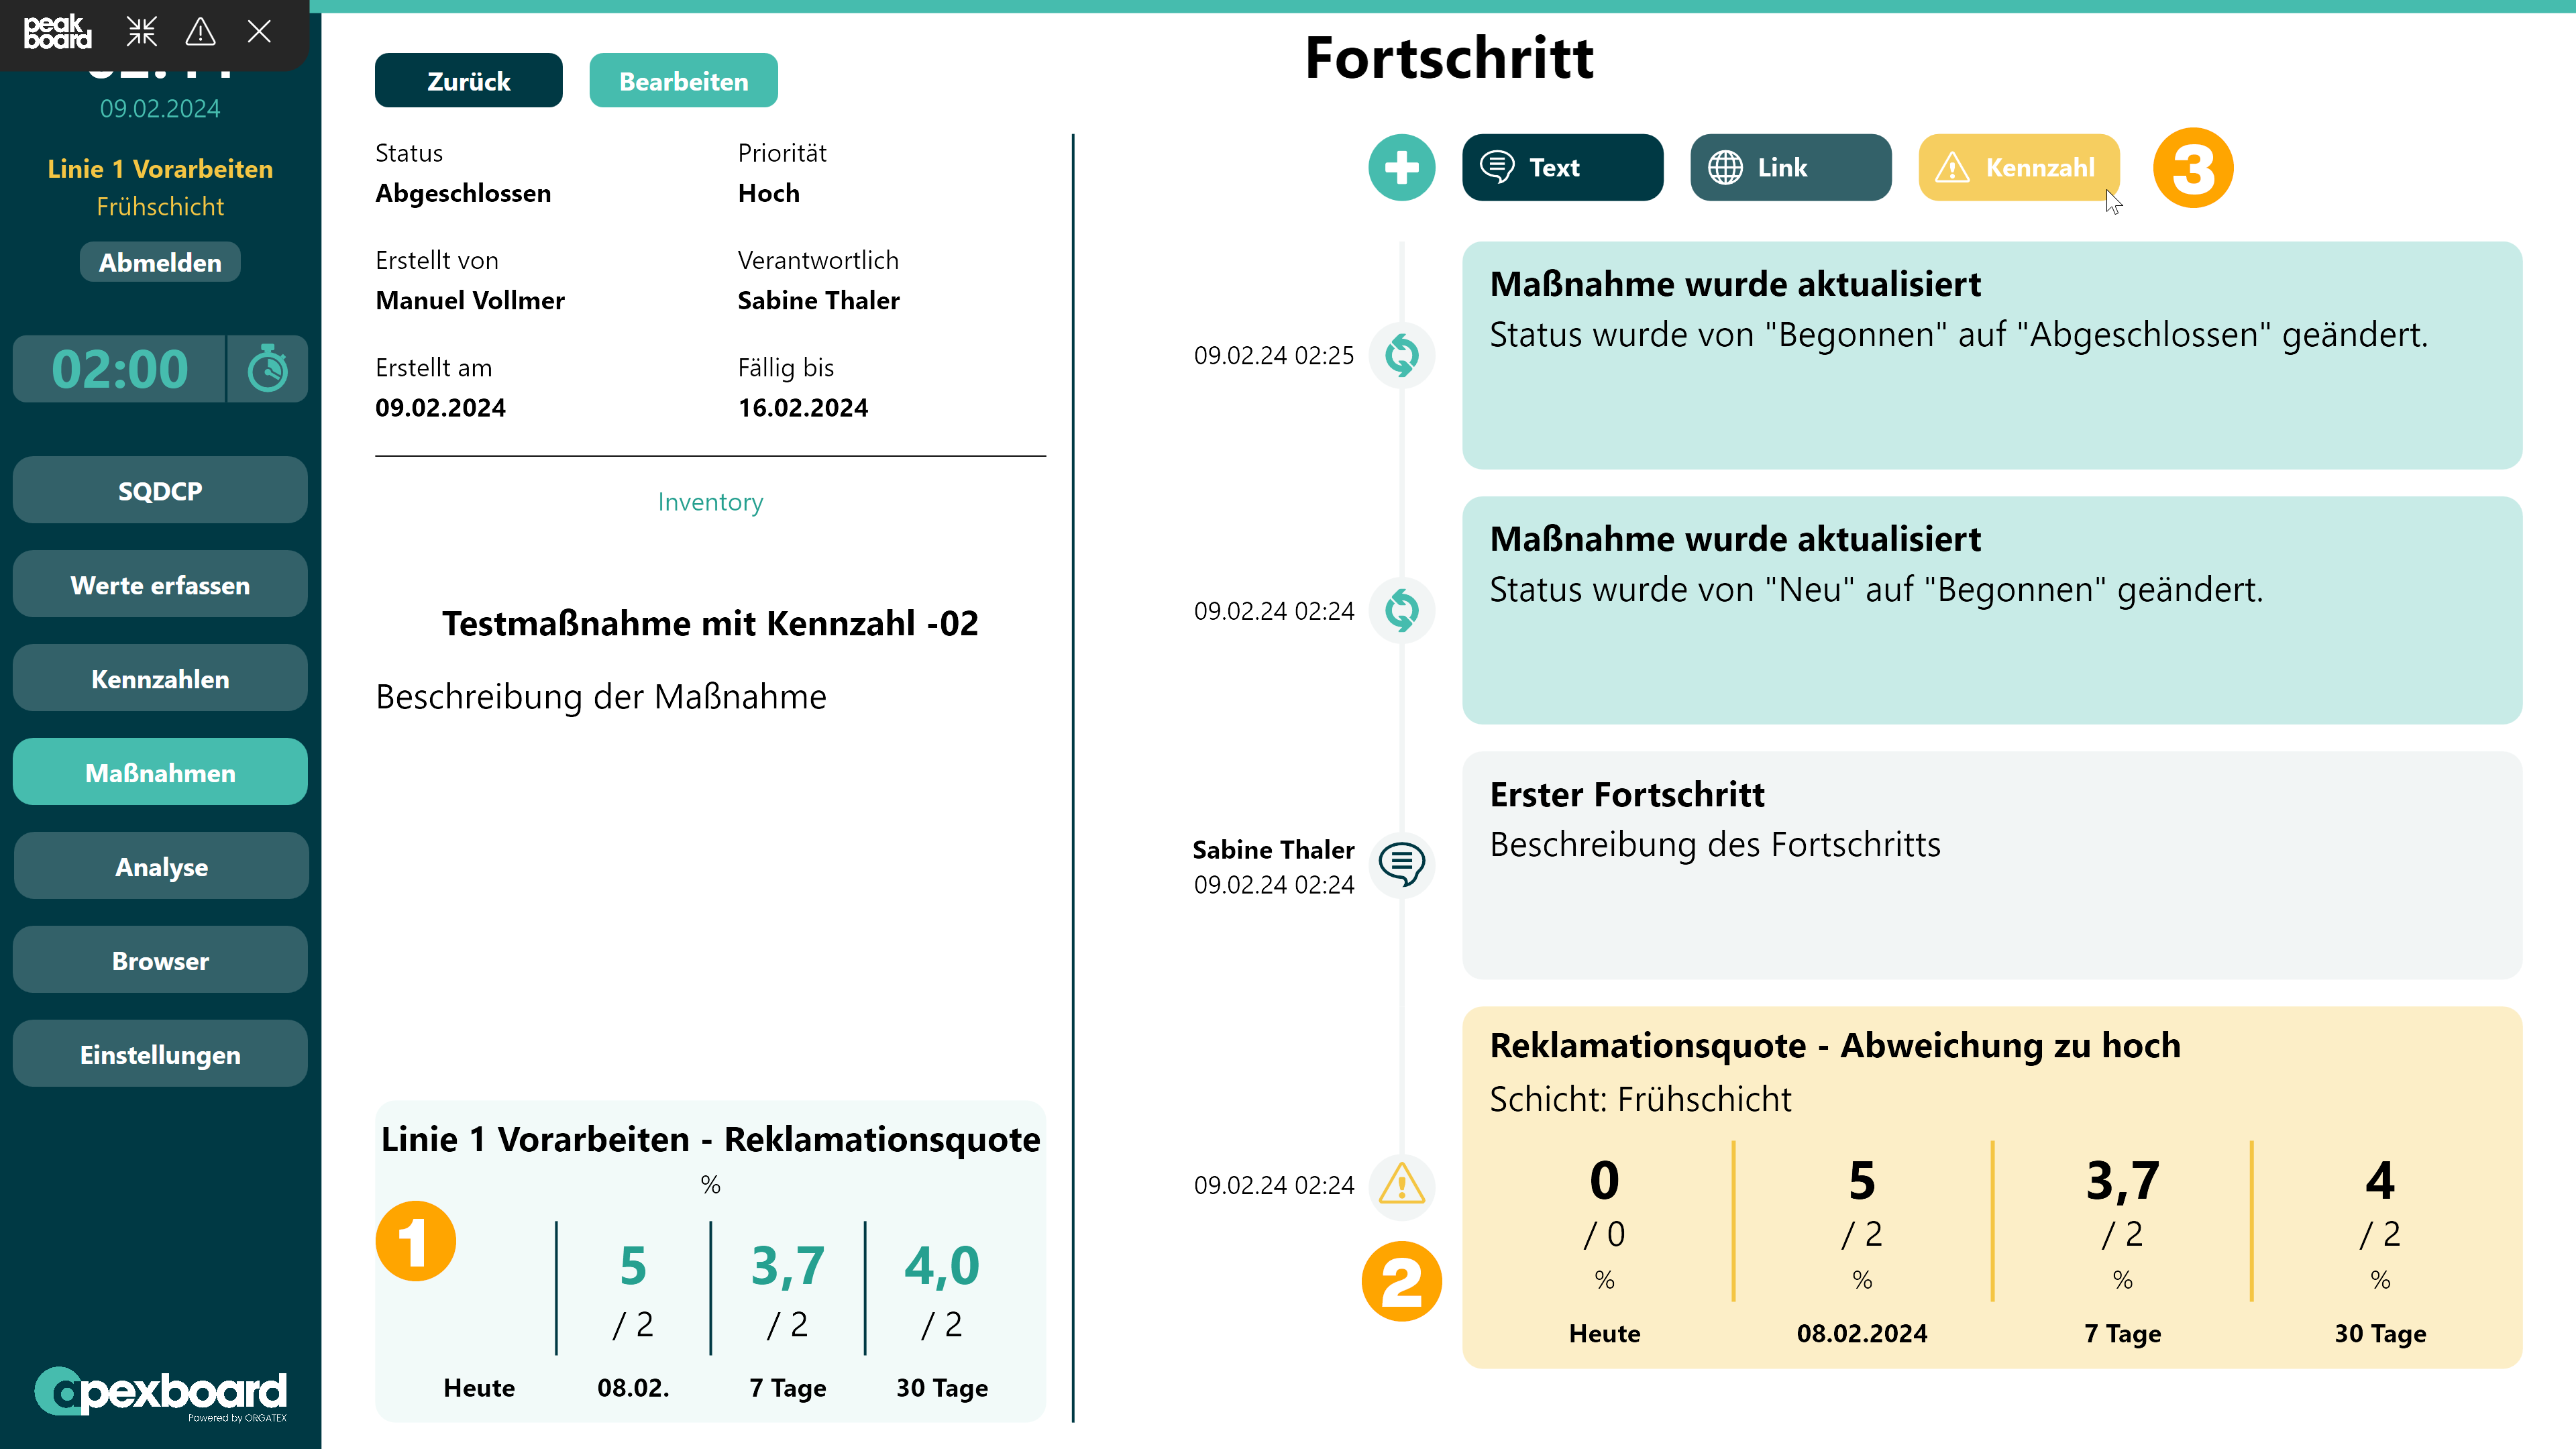 peak
board
09.02.2024
Linie 1 Vorarbeiten
Frühschicht
Abmelden
02:00
SQDCP
Werte erfassen
Kennzahlen
Maßnahmen
Analyse
Browser
Einstellungen
apexboard
Powered by ORGATEX
Zurück
Bearbeiten
Status
Priorität
Abgeschlossen
Hoch
Erstellt von
Verantwortlich
Manuel Vollmer
Sabine Thaler
Erstellt am
Fällig bis
09.02.2024
16.02.2024
Inventory
Testmaßnahme mit Kennzahl -02
Beschreibung der Maßnahme
Linie 1 Vorarbeiten - Reklamationsquote
%
1
5
3,7
4,0
/ 2
/ 2
/ 2
Heute
08.02.
7 Tage
30 Tage
Fortschritt
Text
Link
Kennzahl
3
09.02.24 02:25
Maßnahme wurde aktualisiert
Status wurde von "Begonnen" auf "Abgeschlossen" geändert.
09.02.24 02:24
Maßnahme wurde aktualisiert
Status wurde von "Neu" auf "Begonnen" geändert.
Sabine Thaler
09.02.24 02:24
Erster Fortschritt
Beschreibung des Fortschritts
09.02.24 02:24
2
Reklamationsquote - Abweichung zu hoch
Schicht: Frühschicht
0
5
3,7
4
/ 0
/ 2
/ 2
/ 2
%
%
%
%
Heute
08.02.2024
7 Tage
30 Tage